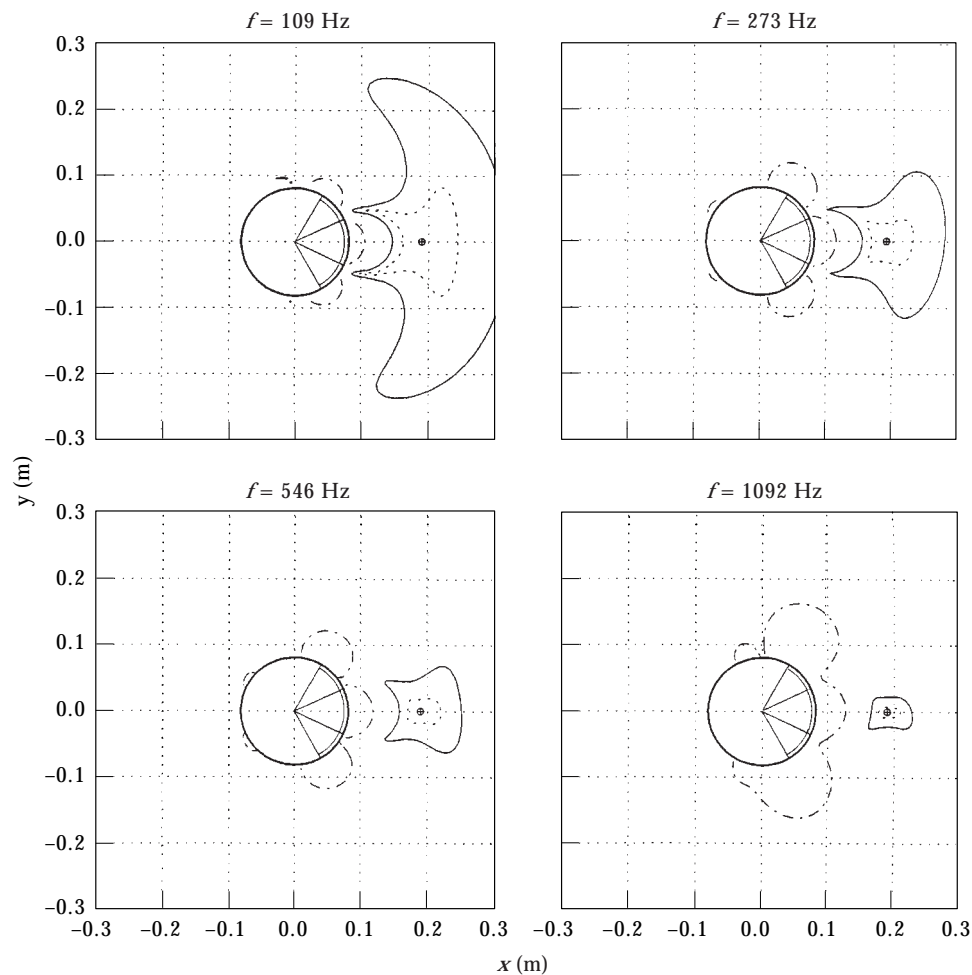 f = 109 Hz
f = 273 Hz
0.3
0.2
0.1
0.0
–0.1
–0.2
–0.3
f = 546 Hz
f = 1092 Hz
y (m)
0.3
0.2
0.1
0.0
–0.1
–0.2
–0.3
–0.3 –0.2 –0.1 0.0 0.1 0.2 0.3 –0.3 –0.2 –0.1 0.0 0.1 0.2 0.3
x (m)